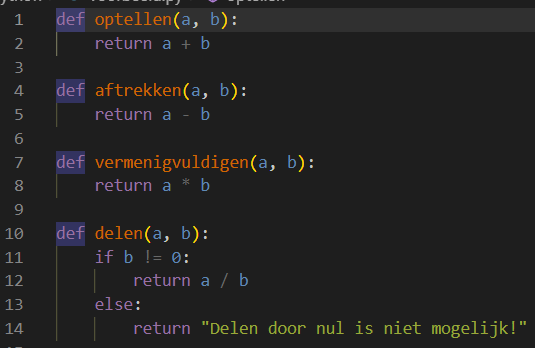 1 def optellen(a, b):
2     return a + b
3
4 def aftrekken(a, b):
5     return a - b
6
7 def vermenigvuldigen(a, b):
8     return a * b
9
10 def delen(a, b):
11     if b != 0:
12         return a / b
13     else:
14         return "Delen door nul is niet mogelijk!"